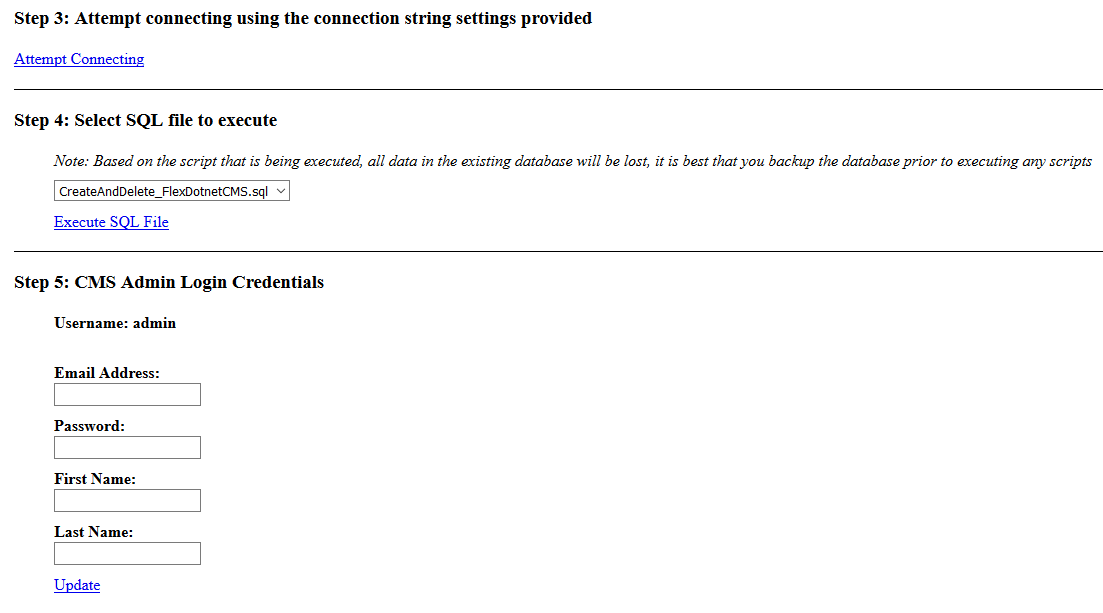 Step 3: Attempt connecting using the connection string settings provided
Attempt Connecting
Step 4: Select SQL file to execute
Note: Based on the script that is being executed, all data in the existing database will be lost, it is best that you backup the database prior to executing any scripts
CreateAndDelete_FlexDotnetCMS.sql
Execute SQL File
Step 5: CMS Admin Login Credentials
Username: admin
Email Address:
Password:
First Name:
Last Name:
Update